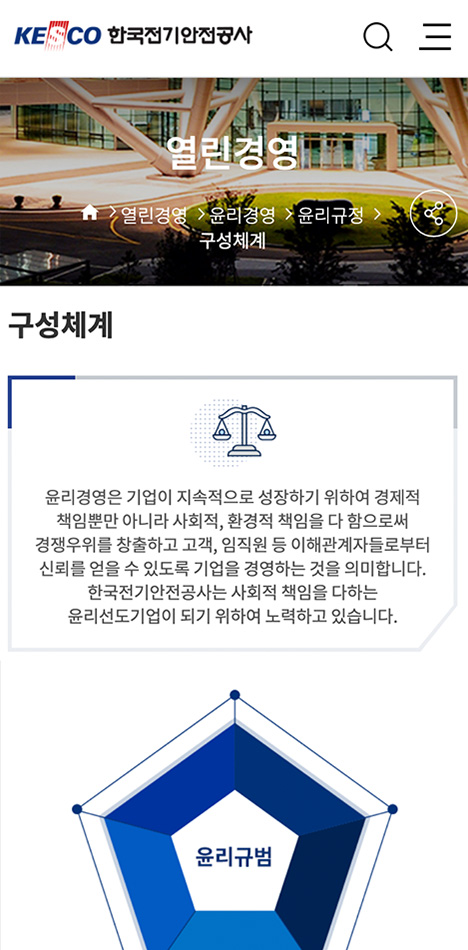 KESCO 한국전기안전공사
열린경영
열린경영 > 윤리경영 > 윤리규정 >
구성체계
구성체계
윤리경영은 기업이 지속적으로 성장하기 위하여 경제적
책임뿐만 아니라 사회적, 환경적 책임을 다 함으로써
경쟁우위를 창출하고 고객, 임직원 등 이해관계자들로부터
신뢰를 얻을 수 있도록 기업을 경영하는 것을 의미합니다.
한국전기안전공사는 사회적 책임을 다하는
윤리선도기업이 되기 위하여 노력하고 있습니다.
윤리규범